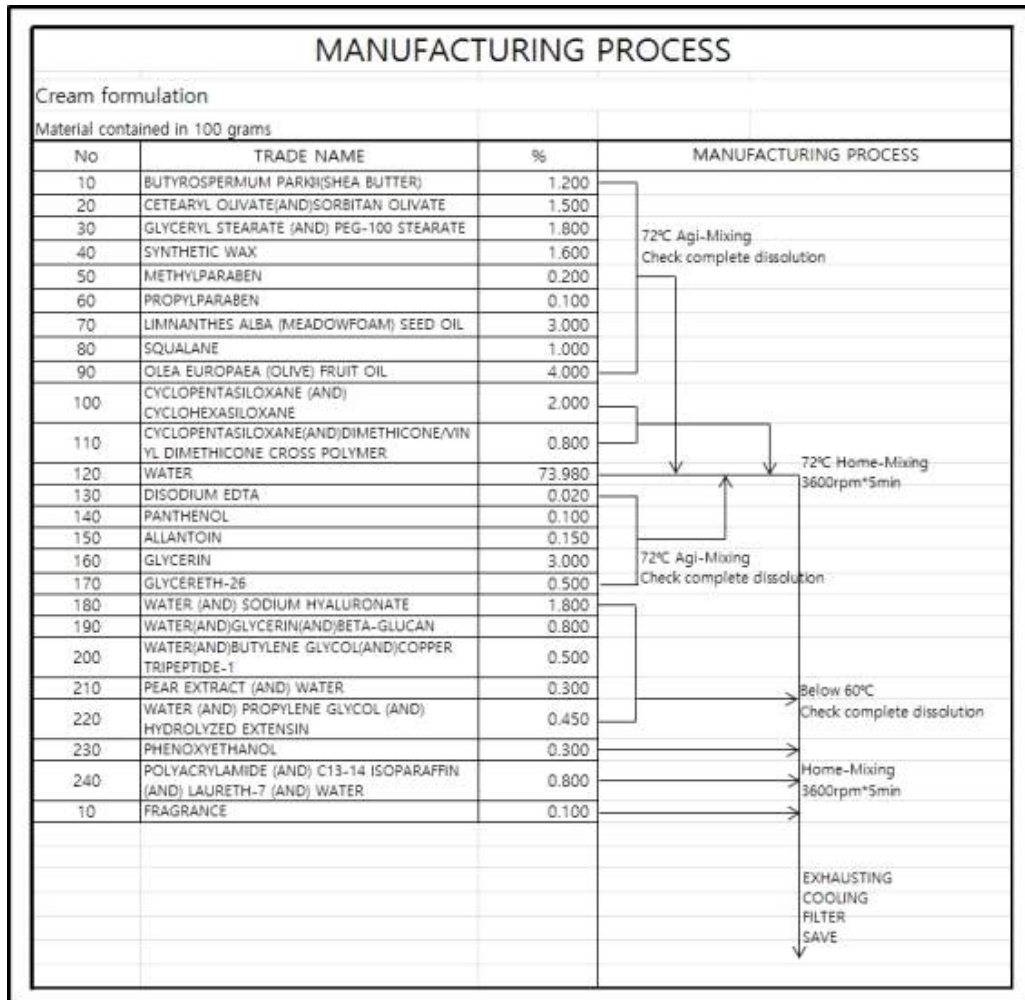 MANUFACTURING PROCESS
Cream formulation
Material contained in 100 grams
No TRADE NAME % MANUFACTURING PROCESS
10 BUTYROSPERMUM PARKII(SHEA BUTTER) 1.200
20 CETEARYL OLIVATE(AND)SORBITAN OLIVATE 1.500
30 GLYCERYL STEARATE (AND) PEG-100 STEARATE 1.800
72℃ Agi-Mixing
40 SYNTHETIC WAX 1.600
Check complete dissolution
50 METHYLPARABEN 0.200
60 PROPYLPARABEN 0.100
70 LIMNANTHES ALBA (MEADOWFOAM) SEED OIL 3.000
80 SQUALANE 1.000
90 OLEA EUROPAEA (OLIVE) FRUIT OIL 4.000
100 CYCLOPENTASILOXANE (AND)
CYCLOHEXASILOXANE 2.000
110 CYCLOPENTASILOXANE(AND)DIMETHICONE/VIN
YL DIMETHICONE CROSS POLYMER 0.800
72℃ Home-Mixing
120 WATER 73.980
3600rpm*5min
130 DISODIUM EDTA 0.020
140 PANTHENOL 0.100
150 ALLANTOIN 0.150
160 GLYCERIN 3.000 72℃ Agi-Mixing
170 GLYCERETH-26 0.500 Check complete dissolution
180 WATER (AND) SODIUM HYALURONATE 1.800
190 WATER(AND)GLYCERIN(AND)BETA-GLUCAN 0.800
200 WATER(AND)BUTYLENE GLYCOL(AND)COPPER
TRIPEPTIDE-1 0.500
210 PEAR EXTRACT (AND) WATER 0.300 Below 60℃
220 WATER (AND) PROPYLENE GLYCOL (AND)
HYDROLYZED EXTENSIN 0.450 Check complete dissolution
230 PHENOXYETHANOL 0.300
240 POLYACRYLAMIDE (AND) C13-14 ISOPARAFFIN
(AND) LAURETH-7 (AND) WATER 0.800
Home-Mixing
3600rpm*5min
10 FRAGRANCE 0.100
EXHAUSTING
COOLING
FILTER
SAVE